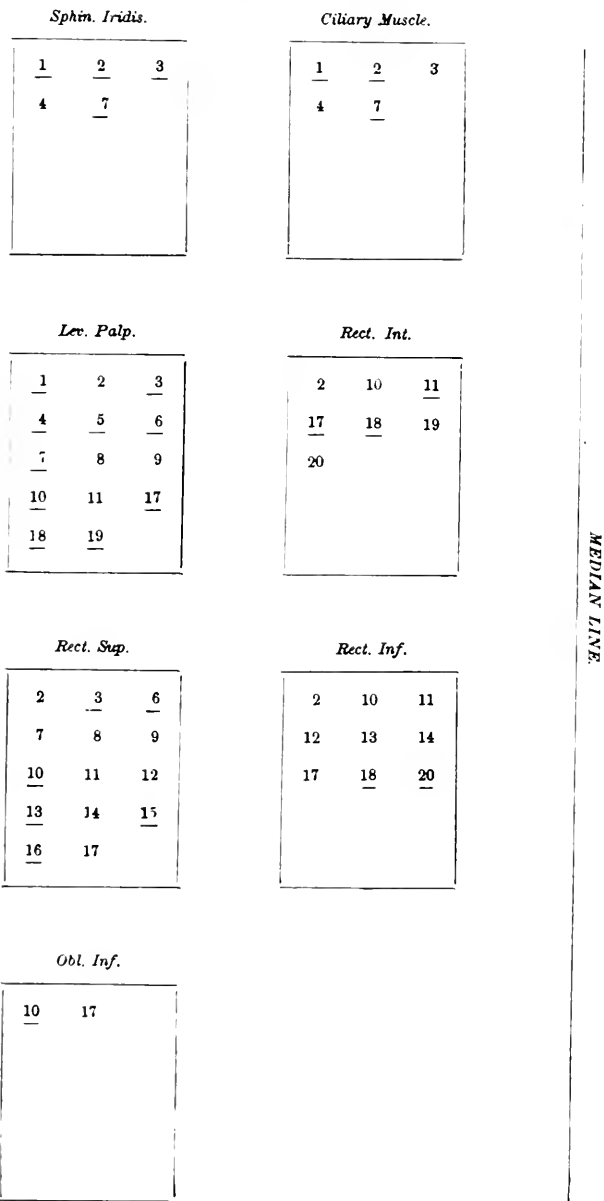 Sphin. Iridis.
1 2 3
4 7
Ciliary Muscle.
1 2 3
4 7
Lev. Palp.
1 2 3
4 5 6
7 8 9
10 11 17
18 19
Rect. Int.
2 10 11
17 18 19
20
Rect. Sup.
2 3 6
7 8 9
10 11 12
13 14 15
16 17
Rect. Inf.
2 10 11
12 13 14
17 18 20
Obl. Inf.
10 17
MEDIAN LINE.